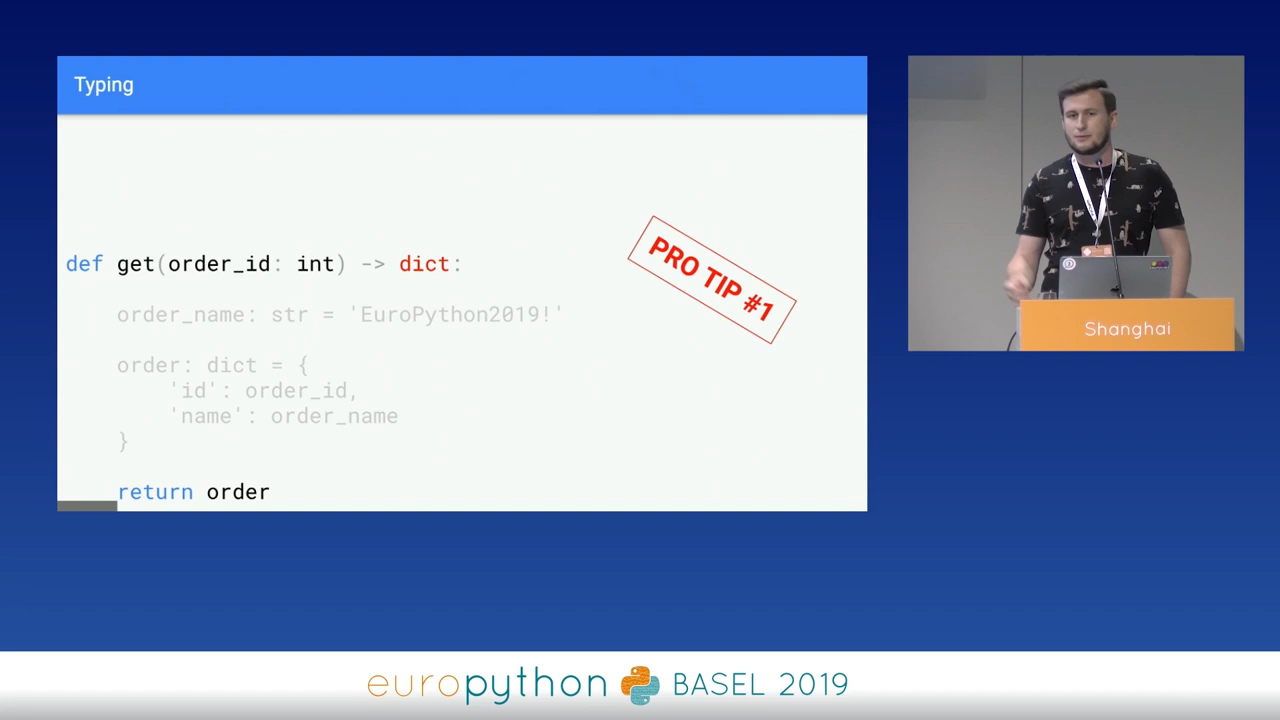 Typing
def get(order_id: int) -> dict:
order_name: str = 'EuroPython2019!'
order: dict = {
'id': order_id,
'name': order_name
}
return order
PRO TIP #1
Shanghai
europython BASEL 2019